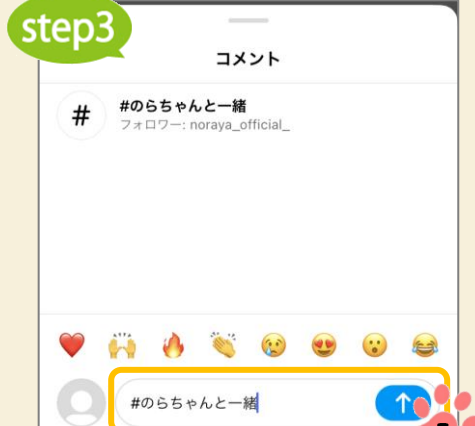 step3
コメント
#
#のらちゃんと一緒
フォロワー: noraya_official_
#のらちゃんと一緒